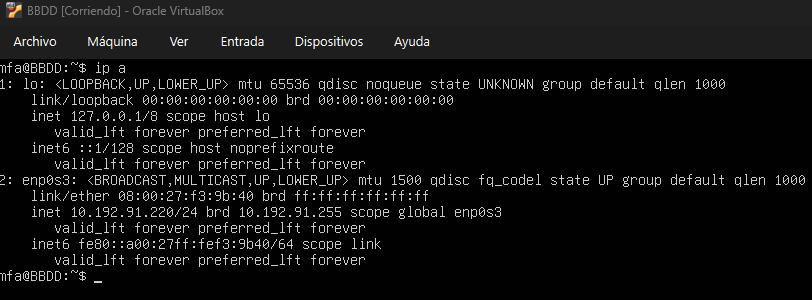 BBDD [Corriendo] - Oracle VirtualBox
Archivo Máquina Ver Entrada Dispositivos Ayuda
mfa@BBDD:~$ ip a
1: lo: <LOOPBACK,UP,LOWER_UP> mtu 65536 qdisc noqueue state UNKNOWN group default qlen 1000
    link/loopback 00:00:00:00:00:00 brd 00:00:00:00:00:00
    inet 127.0.0.1/8 scope host lo
       valid_lft forever preferred_lft forever
    inet6 ::1/128 scope host noprefixroute
       valid_lft forever preferred_lft forever
2: enp0s3: <BROADCAST,MULTICAST,UP,LOWER_UP> mtu 1500 qdisc fq_codel state UP group default qlen 1000
    link/ether 08:00:27:f3:9b:40 brd ff:ff:ff:ff:ff:ff
    inet 10.192.91.220/24 brd 10.192.91.255 scope global enp0s3
       valid_lft forever preferred_lft forever
    inet6 fe80::a00:27ff:fef3:9b40/64 scope link
       valid_lft forever preferred_lft forever
mfa@BBDD:~$ _